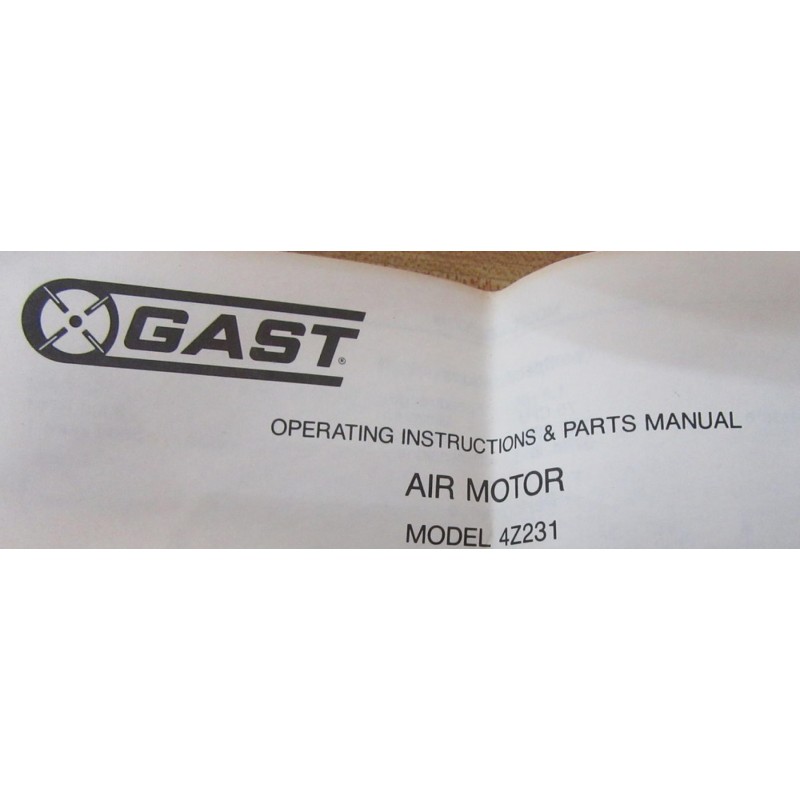 GAST®
OPERATING INSTRUCTIONS & PARTS MANUAL
AIR MOTOR
MODEL 4Z231